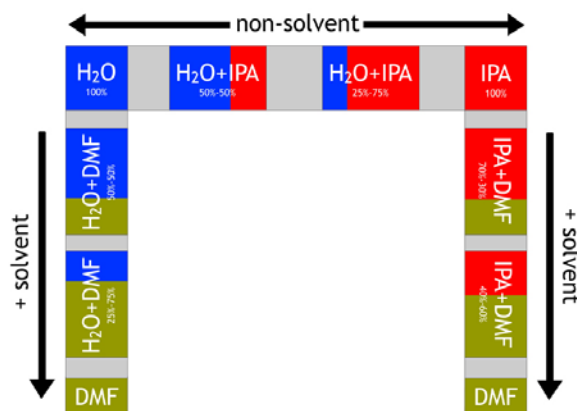 non-solvent
H₂O
100%
H₂O+IPA
50%-50%
H₂O+IPA
25%-75%
IPA
100%
+ solvent
H₂O+DMF
50%-50%
H₂O+DMF
25%-75%
DMF
IPA+DMF
70%-30%
IPA+DMF
40%-60%
DMF
+ solvent